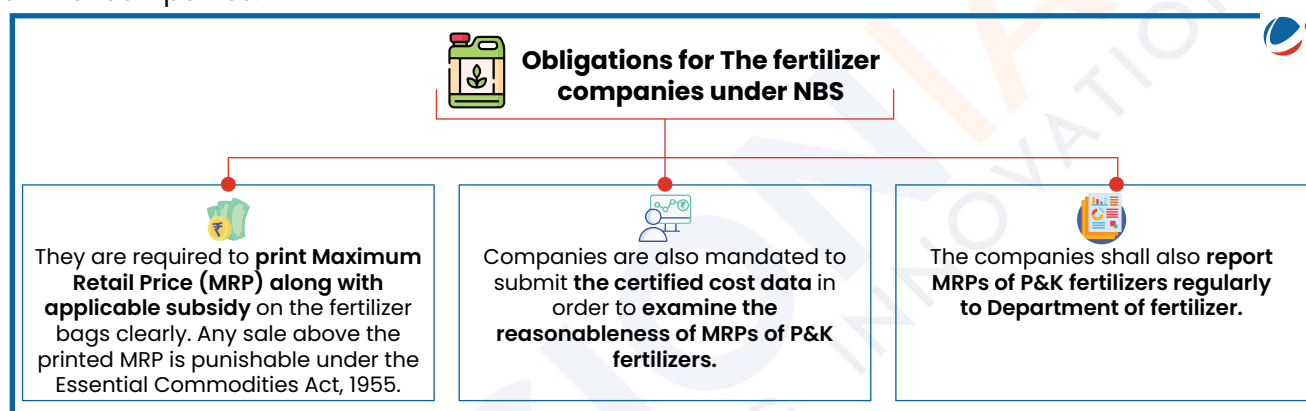 Obligations for The fertilizer
companies under NBS
They are required to print Maximum
Retail Price (MRP) along with
applicable subsidy on the fertilizer
bags clearly. Any sale above the
printed MRP is punishable under the
Essential Commodities Act, 1955.
Companies are also mandated to
submit the certified cost data in
order to examine the
reasonableness of MRPs of P&K
fertilizers.
The companies shall also report
MRPs of P&K fertilizers regularly
to Department of fertilizer.